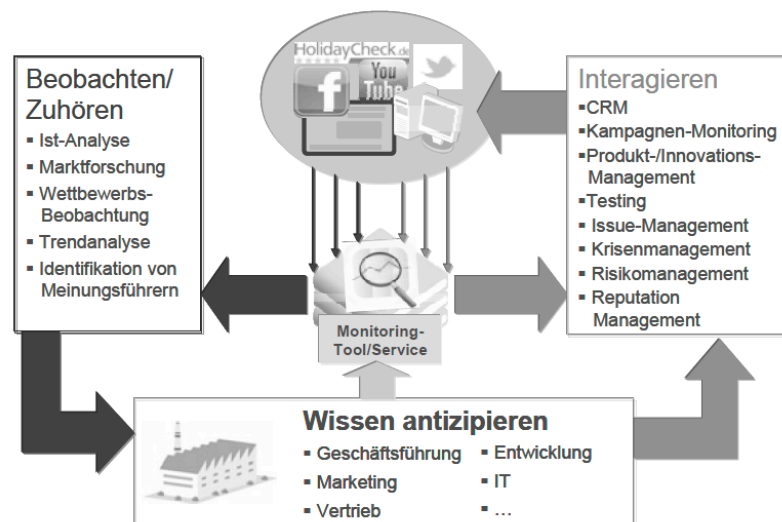 Beobachten/
Zuhören
▪ Ist-Analyse
▪ Marktforschung
▪ Wettbewerbs-
Beobachtung
▪ Trendanalyse
▪ Identifikation von
Meinungsführern
HolidayCheck.de
f
You
Tube
Interagieren
▪CRM
▪Kampagnen-Monitoring
▪Produkt-/Innovations-
Management
▪Testing
▪ Issue-Management
▪ Krisenmanagement
▪ Risikomanagement
▪ Reputation
Management
Monitoring-
Tool/Service
Wissen antizipieren
▪ Geschäftsführung
▪ Marketing
▪ Vertrieb
▪ Entwicklung
▪ IT
▪ ...